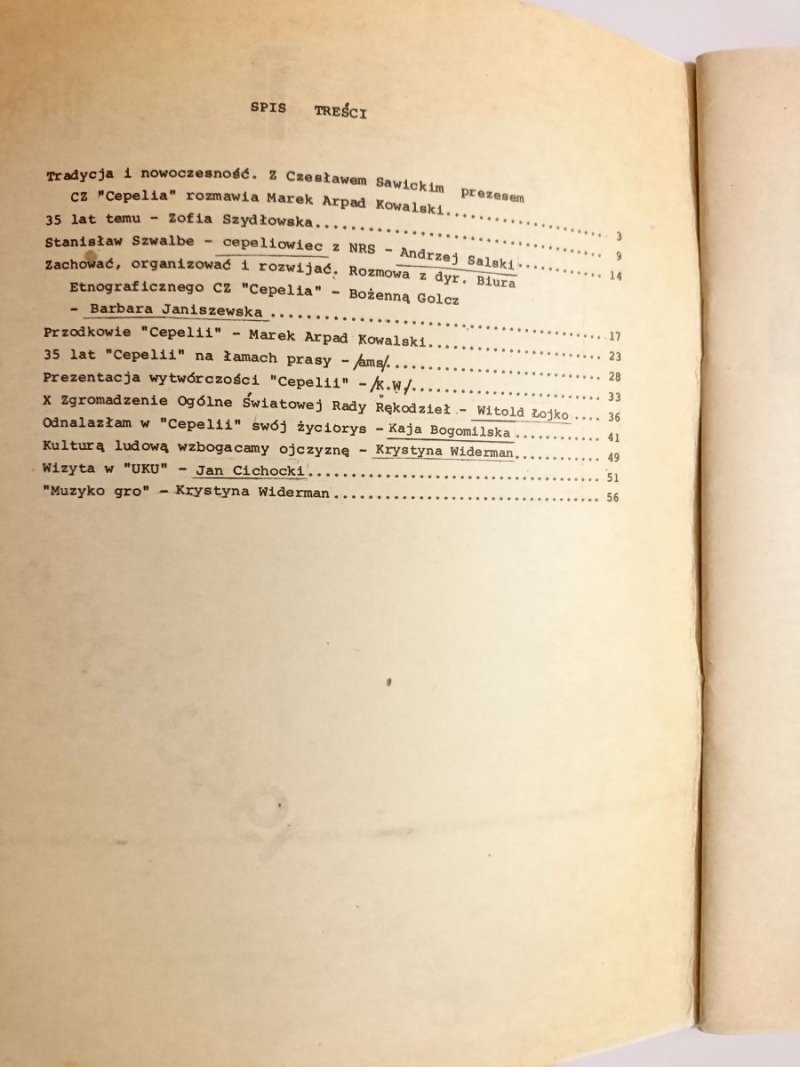 SPIS TREŚCI
Tradycja i nowoczesność. Z Czesławem Sawickim prezesem
CZ "Cepelia" rozmawia Marek Arpad Kowalski.................... 3
35 lat temu - Zofia Szydłowska.................................. 9
Stanisław Szwalbe - cepeliowiec z NRS - Andrzej Salski.......... 14
Zachować, organizować i rozwijać. Rozmowa z dyr. Biura
Etnograficznego CZ "Cepelia" - Bożenną Golcz
- Barbara Janiszewska....................................... 17
Przodkowie "Cepelii" - Marek Arpad Kowalski..................... 23
35 lat "Cepelii" na łamach prasy - /ams/........................ 28
Prezentacja wytwórczości "Cepelii" - /K.W/...................... 33
X Zgromadzenie Ogólne Światowej Rady Rękodzieł - Witold Łojko.... 36
Odnalazłam w "Cepelii" swój życiorys - Kaja Bogomilska........... 41
Kulturą ludową wzbogacamy ojczyznę - Krystyna Widerman........... 49
Wizyta w "UKU" - Jan Cichocki................................... 51
"Muzyko gro" - Krystyna Widerman................................ 56